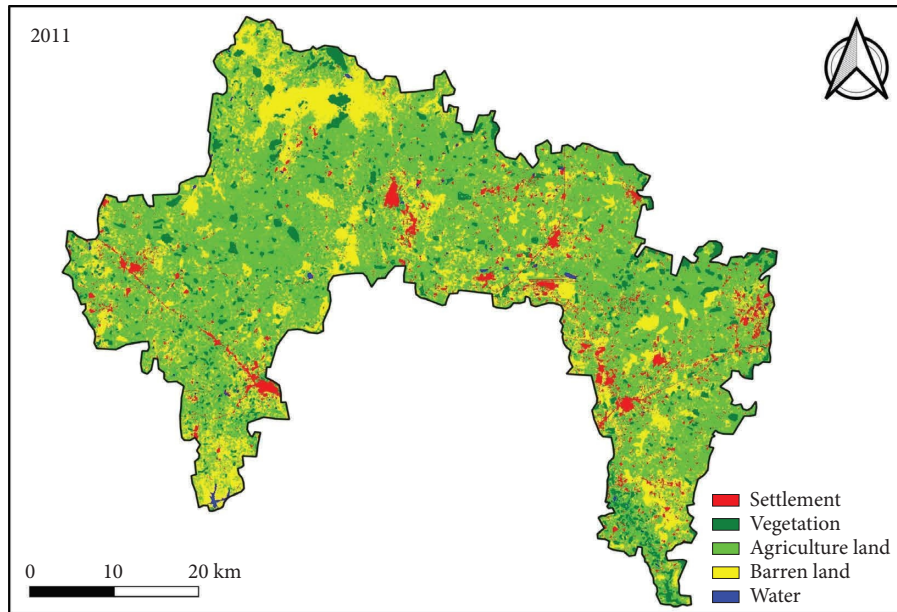 2011
Settlement
Vegetation
Agriculture land
Barren land
Water
0 10 20 km